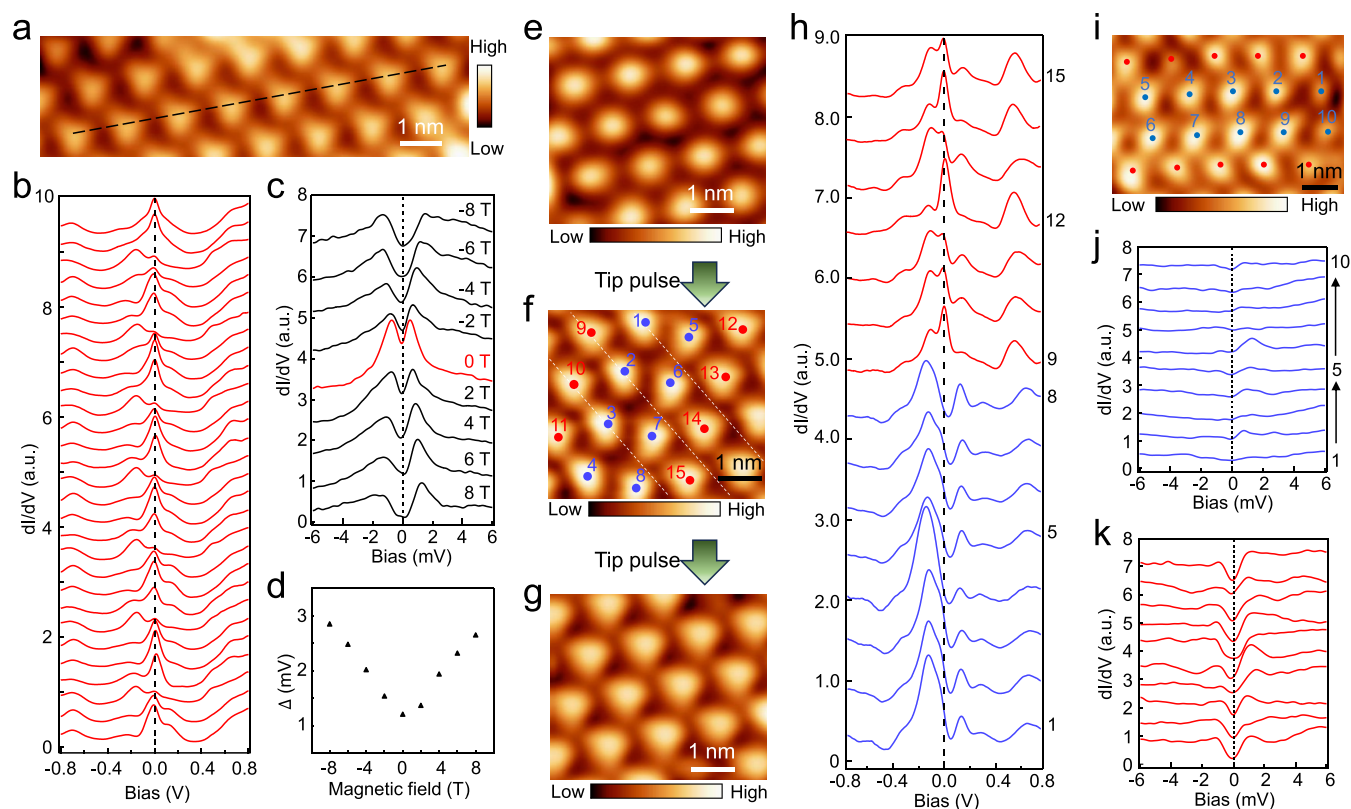 a
High
Low
1 nm
b
10
8
6
4
2
0
dI/dV (a.u.)
-0.8
-0.4
0.0
0.4
0.8
Bias (V)
c
8
7
6
5
4
3
2
1
0
dI/dV (a.u.)
-8 T
-6 T
-4 T
-2 T
0 T
2 T
4 T
6 T
8 T
-6
-4
-2
0
2
4
6
Bias (mV)
d
3
2
1
Δ (mV)
-8
-4
0
4
8
Magnetic field (T)
e
1 nm
Low
High
Tip pulse
f
9
1
5
12
10
2
6
13
11
3
7
14
4
8
15
1 nm
Low
High
Tip pulse
g
1 nm
Low
High
h
9.0
8.0
7.0
6.0
5.0
4.0
3.0
2.0
1.0
0
dI/dV (a.u.)
15
12
9
8
5
1
-0.8
-0.4
0.0
0.4
0.8
Bias (V)
i
5
4
3
2
1
6
7
8
9
10
1 nm
Low
High
j
8
7
6
5
4
3
2
1
0
dI/dV (a.u.)
10
5
1
-6
-4
-2
0
2
4
6
Bias (mV)
k
8
7
6
5
4
3
2
1
0
dI/dV (a.u.)
-6
-4
-2
0
2
4
6
Bias (mV)